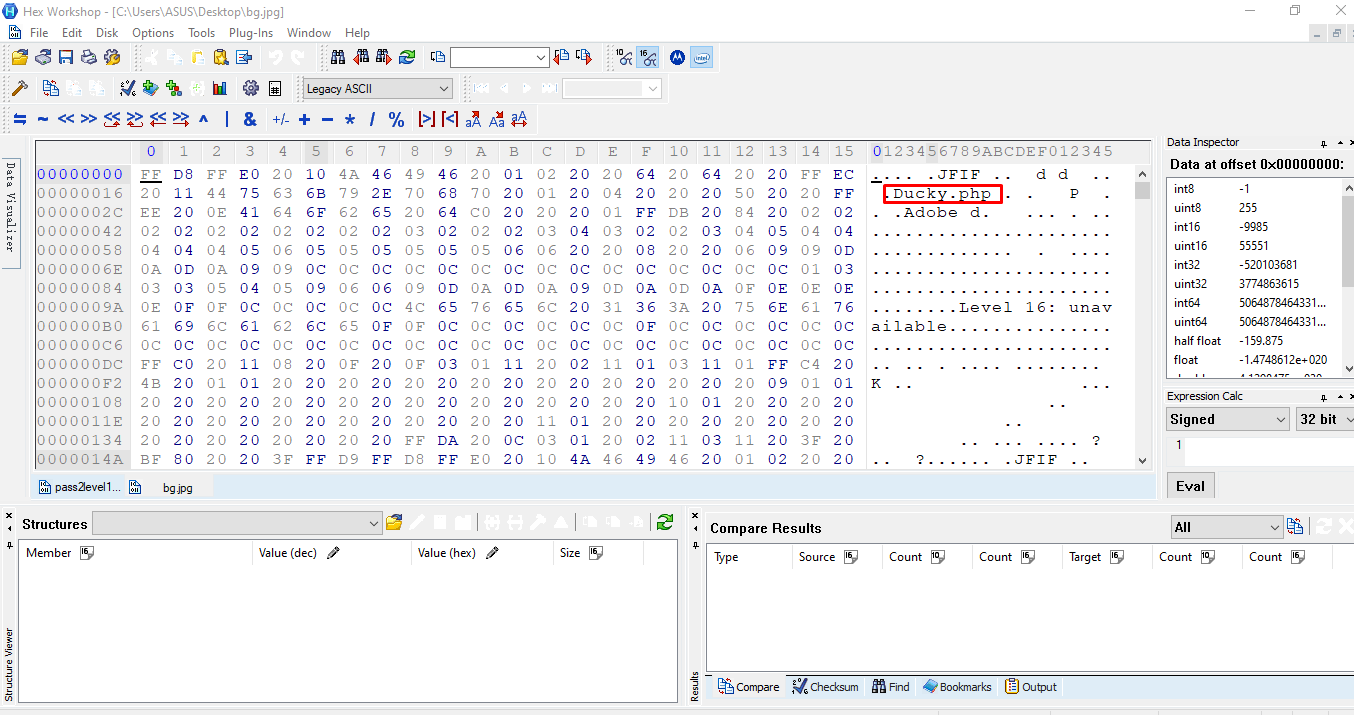 Hex Workshop - [C:\Users\ASUS\Desktop\bg.jpg]
File Edit Disk Options Tools Plug-Ins Window Help
Legacy ASCII
Data Visualizer
0 1 2 3 4 5 6 7 8 9 A B C D E F 10 11 12 13 14 15 0123456789ABCDEF012345
00000000 FF D8 FF E0 20 10 4A 46 49 46 20 01 02 20 20 64 20 64 20 20 FF EC .... .JFIF ..  d d  ..
00000016 20 11 44 75 63 6B 79 2E 70 68 70 20 01 20 04 20 20 20 50 20 20 FF .Ducky.php . .   P  .
0000002C EE 20 0E 41 64 6F 62 65 20 64 C0 20 20 20 01 FF DB 20 84 20 02 02 . .Adobe d.   ... . ..
00000042 02 02 02 02 02 02 02 03 02 02 02 02 03 04 03 02 02 03 04 05 04 04 ......................
00000058 04 04 04 05 06 05 05 05 05 05 05 06 06 20 20 08 20 20 06 09 09 0D .............  .  ....
0000006E 0A 0D 0A 09 09 0C 0C 0C 0C 0C 0C 0C 0C 0C 0C 0C 0C 0C 0C 0C 01 03 ......................
00000084 03 03 05 04 05 09 06 06 09 0D 0A 0D 0A 09 0D 0A 0D 0A 0F 0E 0E 0E ......................
0000009A 0E 0F 0F 0C 0C 0C 0C 0C 4C 65 76 65 6C 20 31 36 3A 20 75 6E 61 76 ........Level 16: unav
000000B0 61 69 6C 61 62 6C 65 0F 0F 0C 0C 0C 0C 0C 0C 0F 0C 0C 0C 0C 0C 0C ailable...............
000000C6 0C 0C 0C 0C 0C 0C 0C 0C 0C 0C 0C 0C 0C 0C 0C 0C 0C 0C 0C 0C 0C 0C ......................
000000DC FF C0 20 11 08 20 0F 20 0F 03 01 11 20 02 11 01 03 11 01 FF C4 20 .. .. . .... ........
000000F2 4B 20 01 01 20 20 20 20 20 20 20 20 20 20 20 20 20 20 20 09 01 01 K ..               ...
00000108 20 20 20 20 20 20 20 20 20 20 20 20 20 20 20 20 10 01 20 20 20 20 ..
0000011E 20 20 20 20 20 20 20 20 20 20 20 20 11 01 20 20 20 20 20 20 20 20 ..
00000134 20 20 20 20 20 20 20 20 FF DA 20 0C 03 01 20 02 11 03 11 20 3F 20 .. ... .... ?
0000014A BF 80 20 20 3F FF D9 FF D8 FF E0 20 10 4A 46 49 46 20 01 02 20 20 ..  ?...... .JFIF ..
pass2level1... bg.jpg
Data Inspector
Data at offset 0x00000000:
int8 -1
uint8 255
int16 -9985
uint16 55551
int32 -520103681
uint32 3774863615
int64 5064878464331...
uint64 5064878464331...
half float -159.875
float -1.4748612e+020
Expression Calc
Signed 32 bit
1
Eval
Structures
Member Value (dec) Value (hex) Size
Structure Viewer
Compare Results All
Type Source Count Count Target Count Count
Results
Compare Checksum Find Bookmarks Output